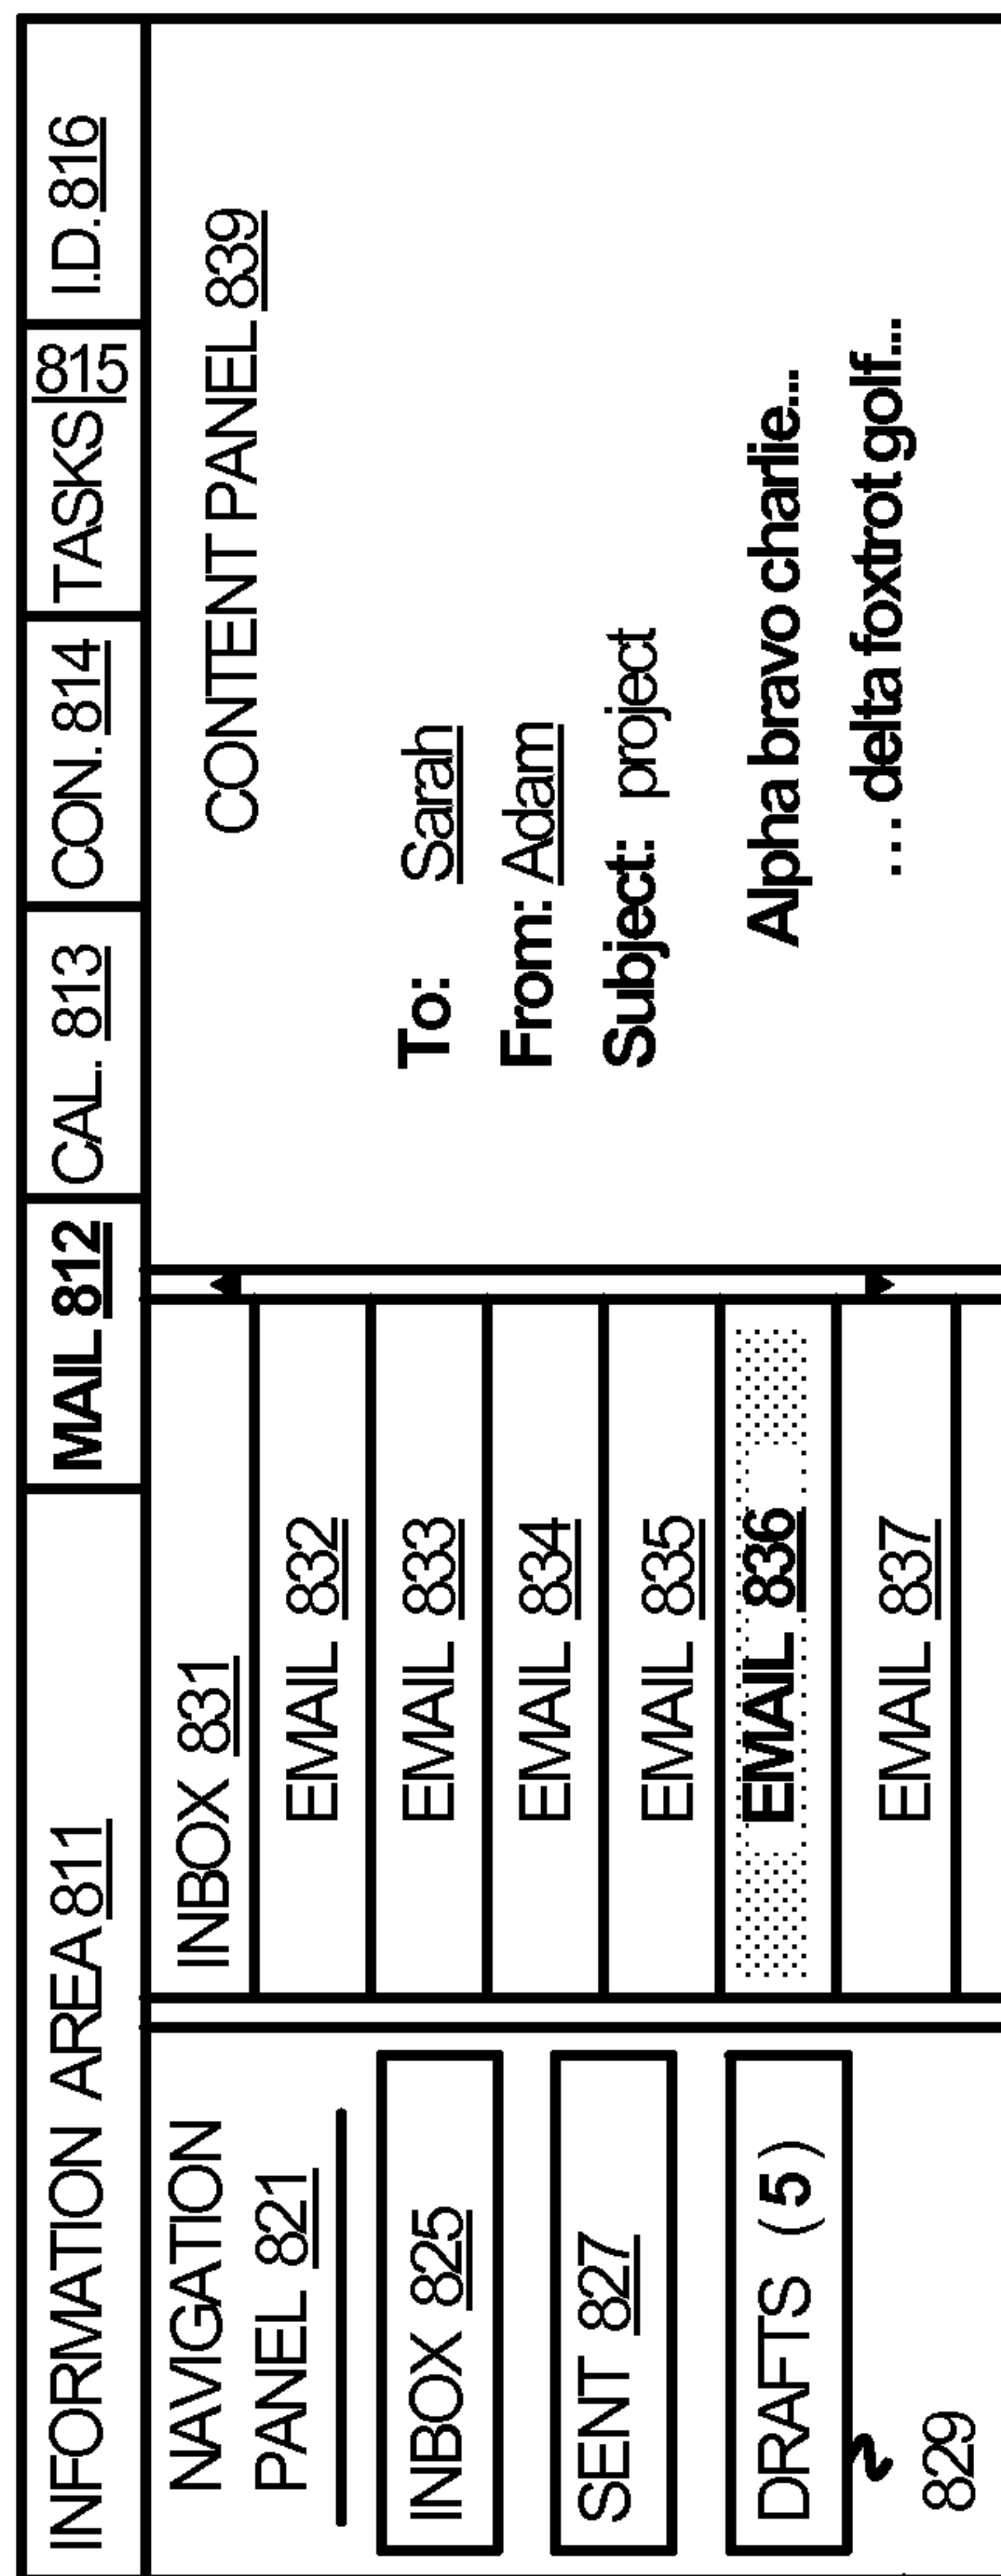 INFORMATION AREA 811
MAIL 812
CAL. 813
CON. 814
TASKS 815
I.D. 816
NAVIGATION
PANEL 821
INBOX 825
SENT 827
DRAFTS (5)
829
INBOX 831
EMAIL 832
EMAIL 833
EMAIL 834
EMAIL 835
EMAIL 836
EMAIL 837
CONTENT PANEL 839
To: Sarah
From: Adam
Subject: project
Alpha bravo charlie...
... delta foxtrot golf...